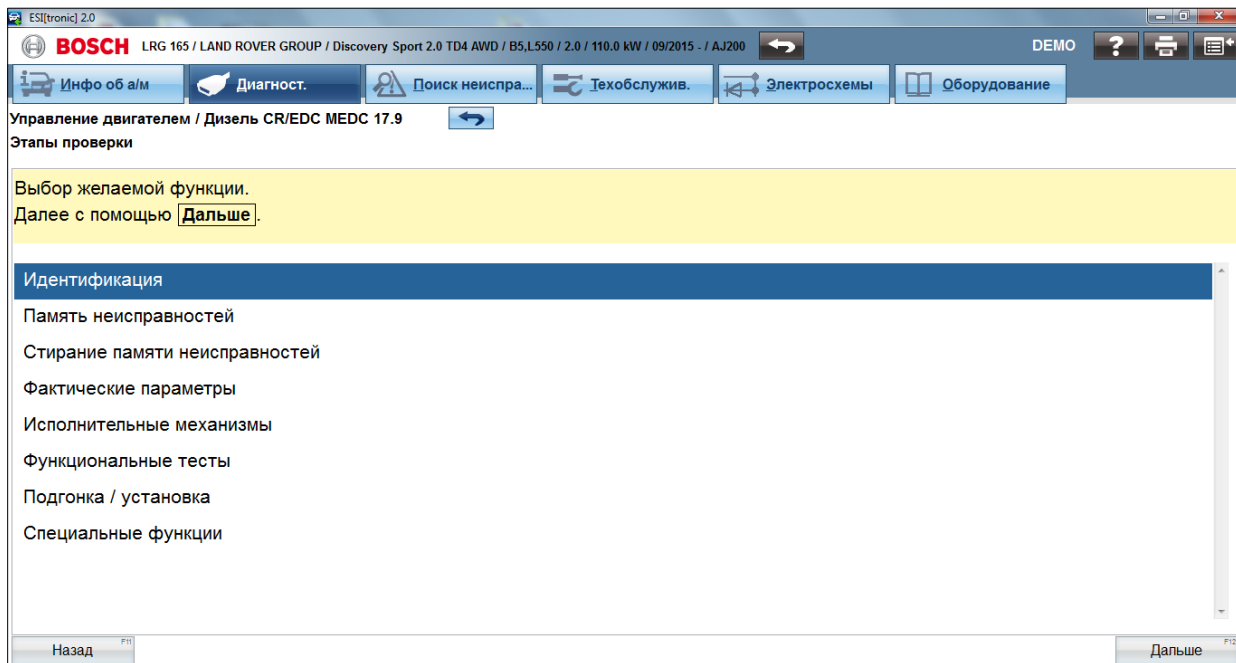 ESI[tronic] 2.0
BOSCH LRG 165 / LAND ROVER GROUP / Discovery Sport 2.0 TD4 AWD / B5,L550 / 2.0 / 110.0 kW / 09/2015 - / AJ200 DEMO ?
Инфо об а/м Диагност. Поиск неиспра... Техобслужив. Электросхемы Оборудование
Управление двигателем / Дизель CR/EDC MEDC 17.9
Этапы проверки
Выбор желаемой функции.
Далее с помощью Дальше.
Идентификация
Память неисправностей
Стирание памяти неисправностей
Фактические параметры
Исполнительные механизмы
Функциональные тесты
Подгонка / установка
Специальные функции
Назад F11 Дальше F12